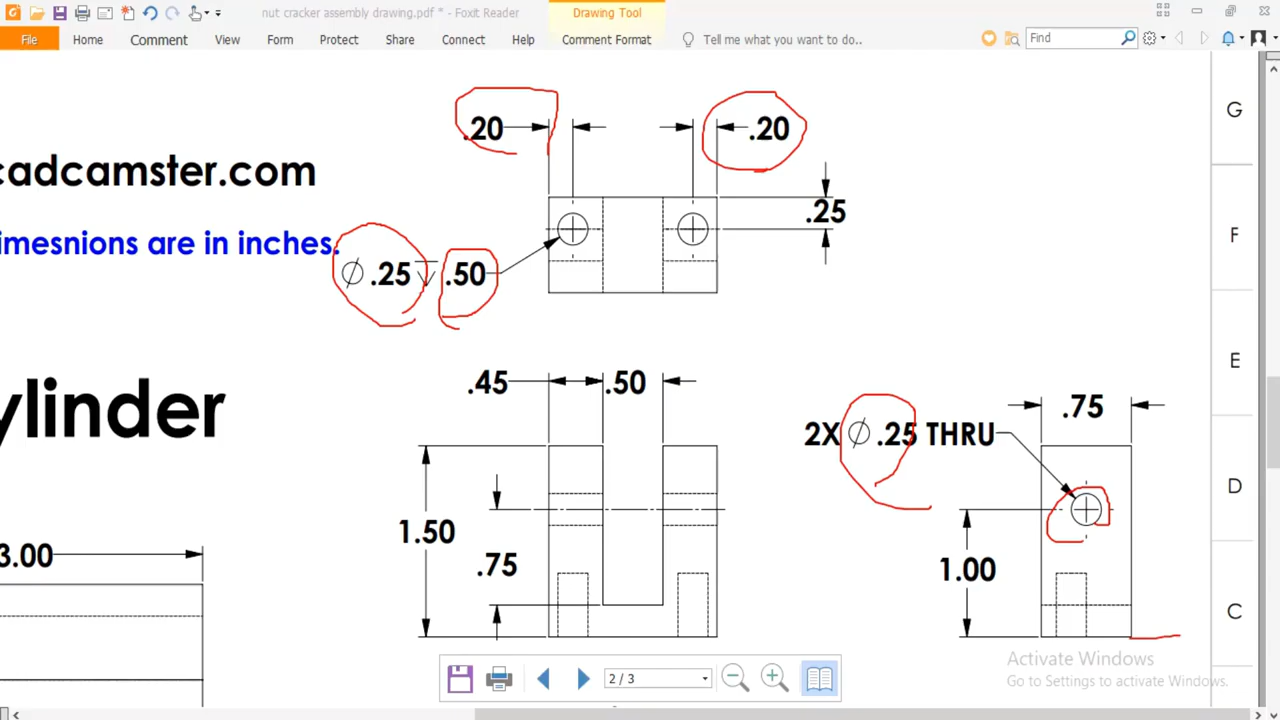 nut cracker assembly drawing.pdf * - Foxit Reader
Drawing Tool
File Home Comment View Form Protect Share Connect Help Comment Format Tell me what you want to do.. Find
.20 .20
G
cadcamster.com
.25
imesnions are in inches.
F
Ø .25 ↧ .50
E
.45 .50
.75
ylinder
2X Ø .25 THRU
D
1.50
3.00
.75
1.00
C
Activate Windows
2 / 3
Go to Settings to activate Windows.